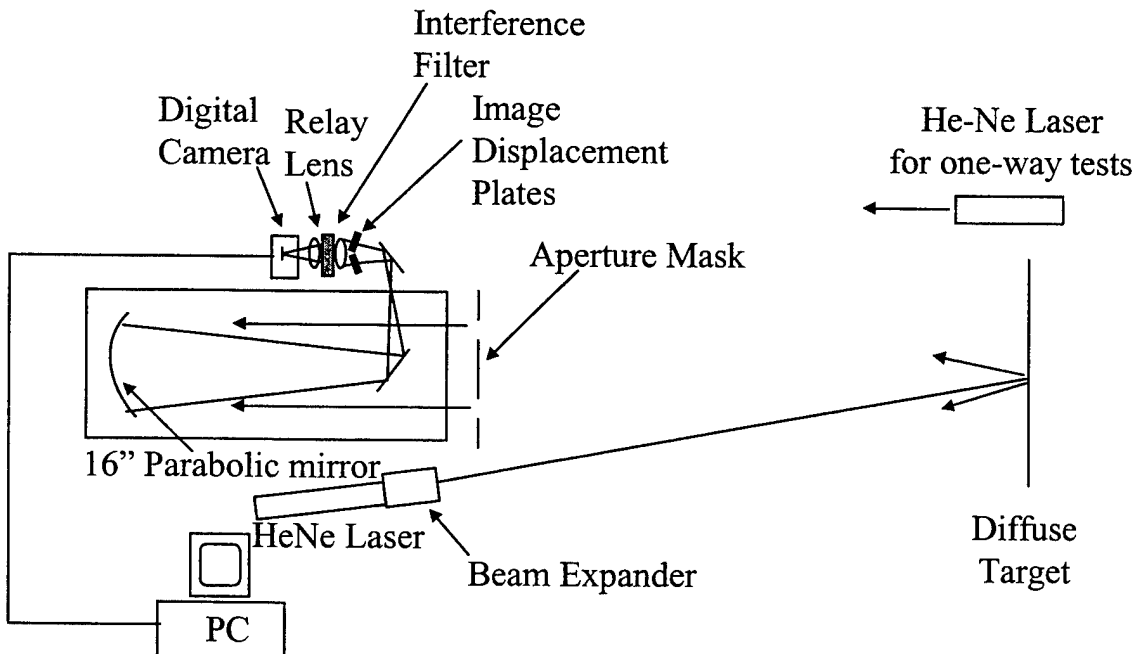 Interference
Filter
Digital
Camera
Relay
Lens
Image
Displacement
Plates
He-Ne Laser
for one-way tests
Aperture Mask
16” Parabolic mirror
HeNe Laser
Beam Expander
Diffuse
Target
PC